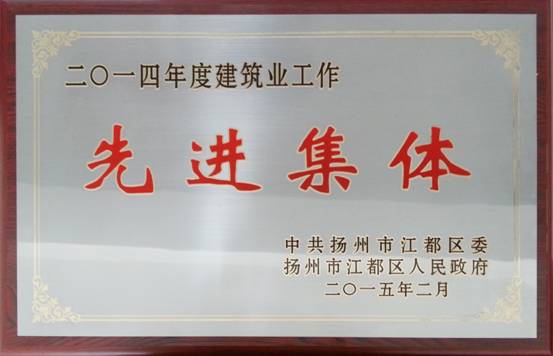 二〇一四年度建筑业工作
先进集体
中共扬州市江都区委
扬州市江都区人民政府
二〇一五年二月